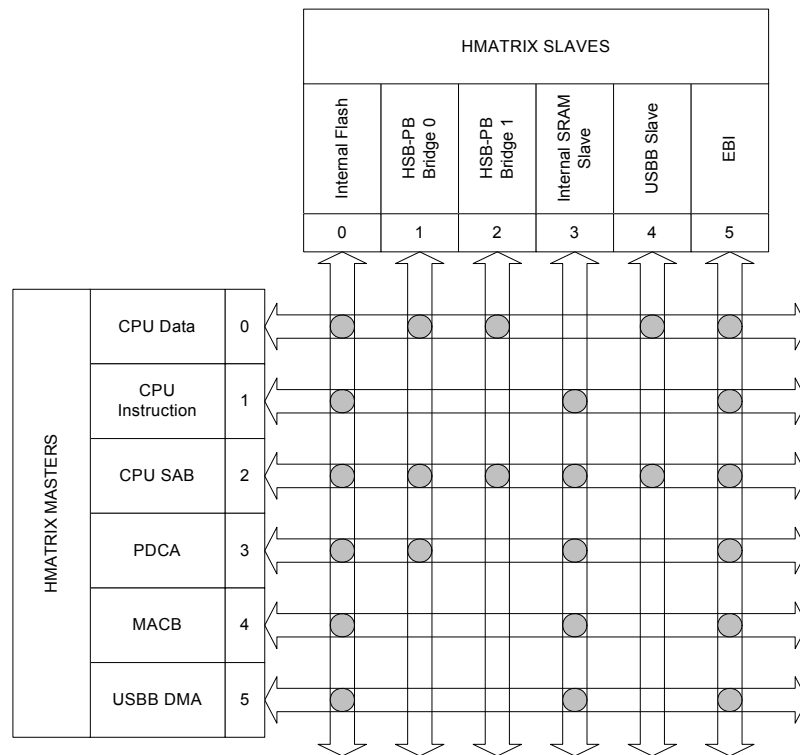 HMATRIX SLAVES
Internal Flash
HSB-PB
Bridge 0
HSB-PB
Bridge 1
Internal SRAM
Slave
USBB Slave
EBI
0
1
2
3
4
5
HMATRIX MASTERS
CPU Data
0
CPU
Instruction
1
CPU SAB
2
PDCA
3
MACB
4
USBB DMA
5